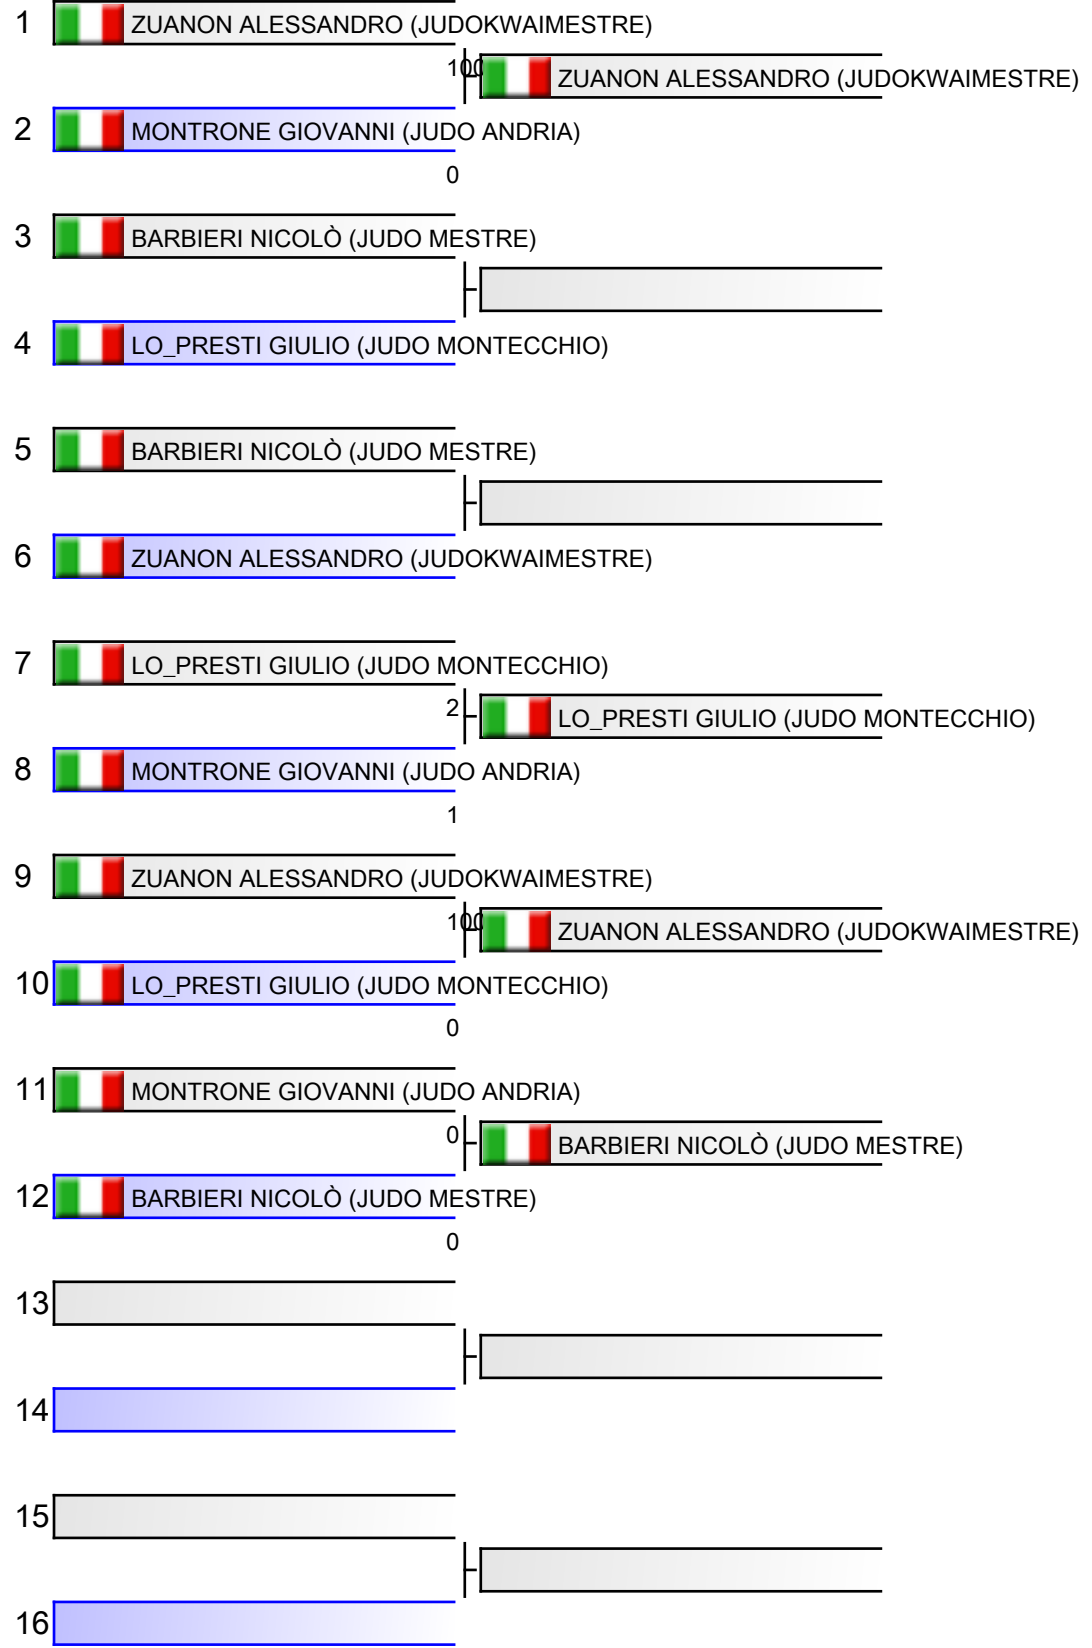 1 ZUANON ALESSANDRO (JUDOKWAIMESTRE)
100 ZUANON ALESSANDRO (JUDOKWAIMESTRE)
2 MONTRONE GIOVANNI (JUDO ANDRIA)
0
3 BARBIERI NICOLÒ (JUDO MESTRE)
4 LO_PRESTI GIULIO (JUDO MONTECCHIO)
5 BARBIERI NICOLÒ (JUDO MESTRE)
6 ZUANON ALESSANDRO (JUDOKWAIMESTRE)
7 LO_PRESTI GIULIO (JUDO MONTECCHIO)
2 LO_PRESTI GIULIO (JUDO MONTECCHIO)
8 MONTRONE GIOVANNI (JUDO ANDRIA)
1
9 ZUANON ALESSANDRO (JUDOKWAIMESTRE)
100 ZUANON ALESSANDRO (JUDOKWAIMESTRE)
10 LO_PRESTI GIULIO (JUDO MONTECCHIO)
0
11 MONTRONE GIOVANNI (JUDO ANDRIA)
0 BARBIERI NICOLÒ (JUDO MESTRE)
12 BARBIERI NICOLÒ (JUDO MESTRE)
0
13
14
15
16